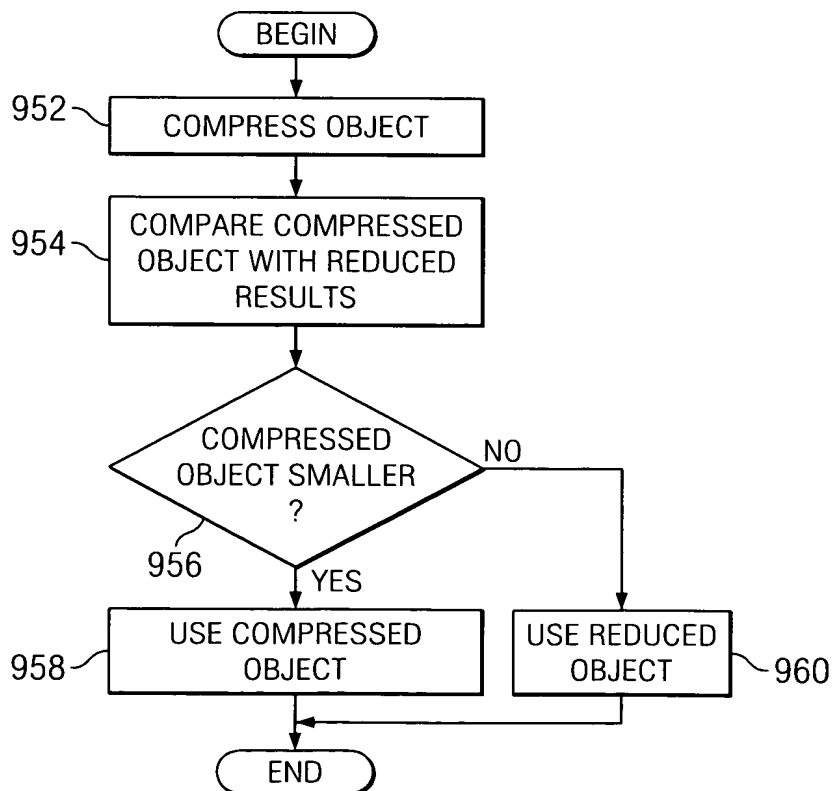 BEGIN
952
COMPRESS OBJECT
954
COMPARE COMPRESSED
OBJECT WITH REDUCED
RESULTS
COMPRESSED
OBJECT SMALLER
?
NO
956
YES
958
USE COMPRESSED
OBJECT
USE REDUCED
OBJECT
960
END